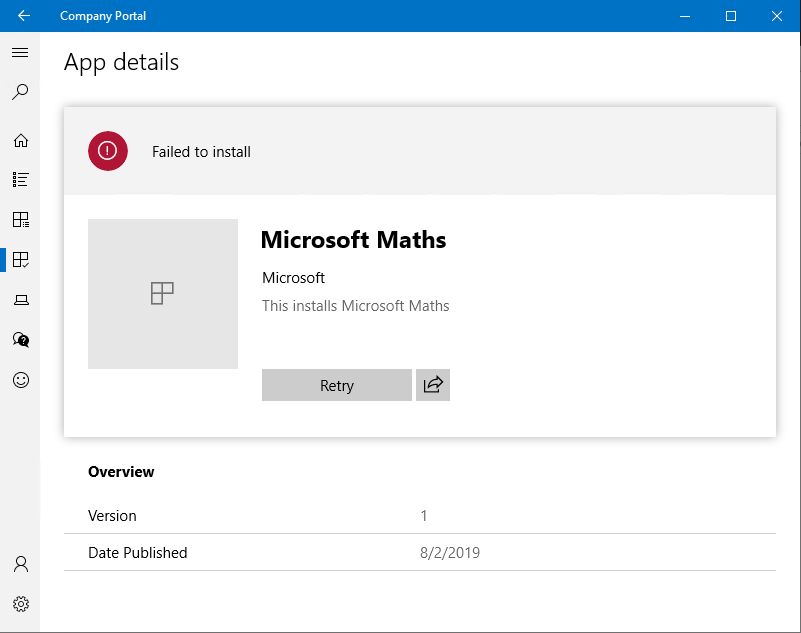 Company Portal
App details
Failed to install
Microsoft Maths
Microsoft
This installs Microsoft Maths
Retry
Overview
Version 1
Date Published 8/2/2019